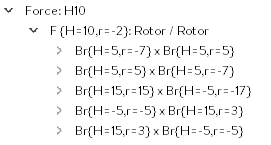 Force: H10
F {H=10,r=-2}: Rotor / Rotor
Br{H=5,r=-7} x Br{H=5,r=5}
Br{H=5,r=5} x Br{H=5,r=-7}
Br{H=15,r=15} x Br{H=-5,r=-17}
Br{H=-5,r=-5} x Br{H=15,r=3}
Br{H=15,r=3} x Br{H=-5,r=-5}